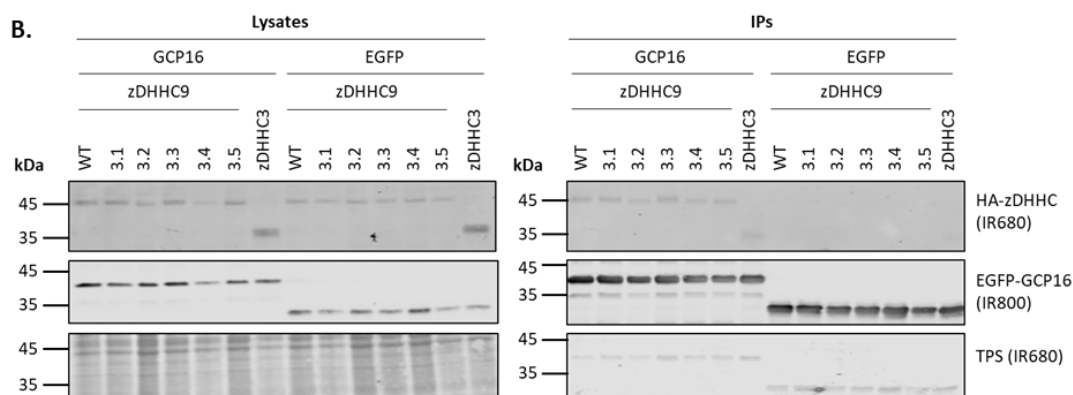 B.
Lysates
IPs
GCP16 EGFP
GCP16 EGFP
zDHHC9 zDHHC9
zDHHC9 zDHHC9
kDa WT 3.1 3.2 3.3 3.4 3.5 zDHHC3 WT 3.1 3.2 3.3 3.4 3.5 zDHHC3
kDa WT 3.1 3.2 3.3 3.4 3.5 zDHHC3 WT 3.1 3.2 3.3 3.4 3.5 zDHHC3
45
35
45
35
HA-zDHHC
(IR680)
45
35
45
35
EGFP-GCP16
(IR800)
45
35
45
35
TPS (IR680)